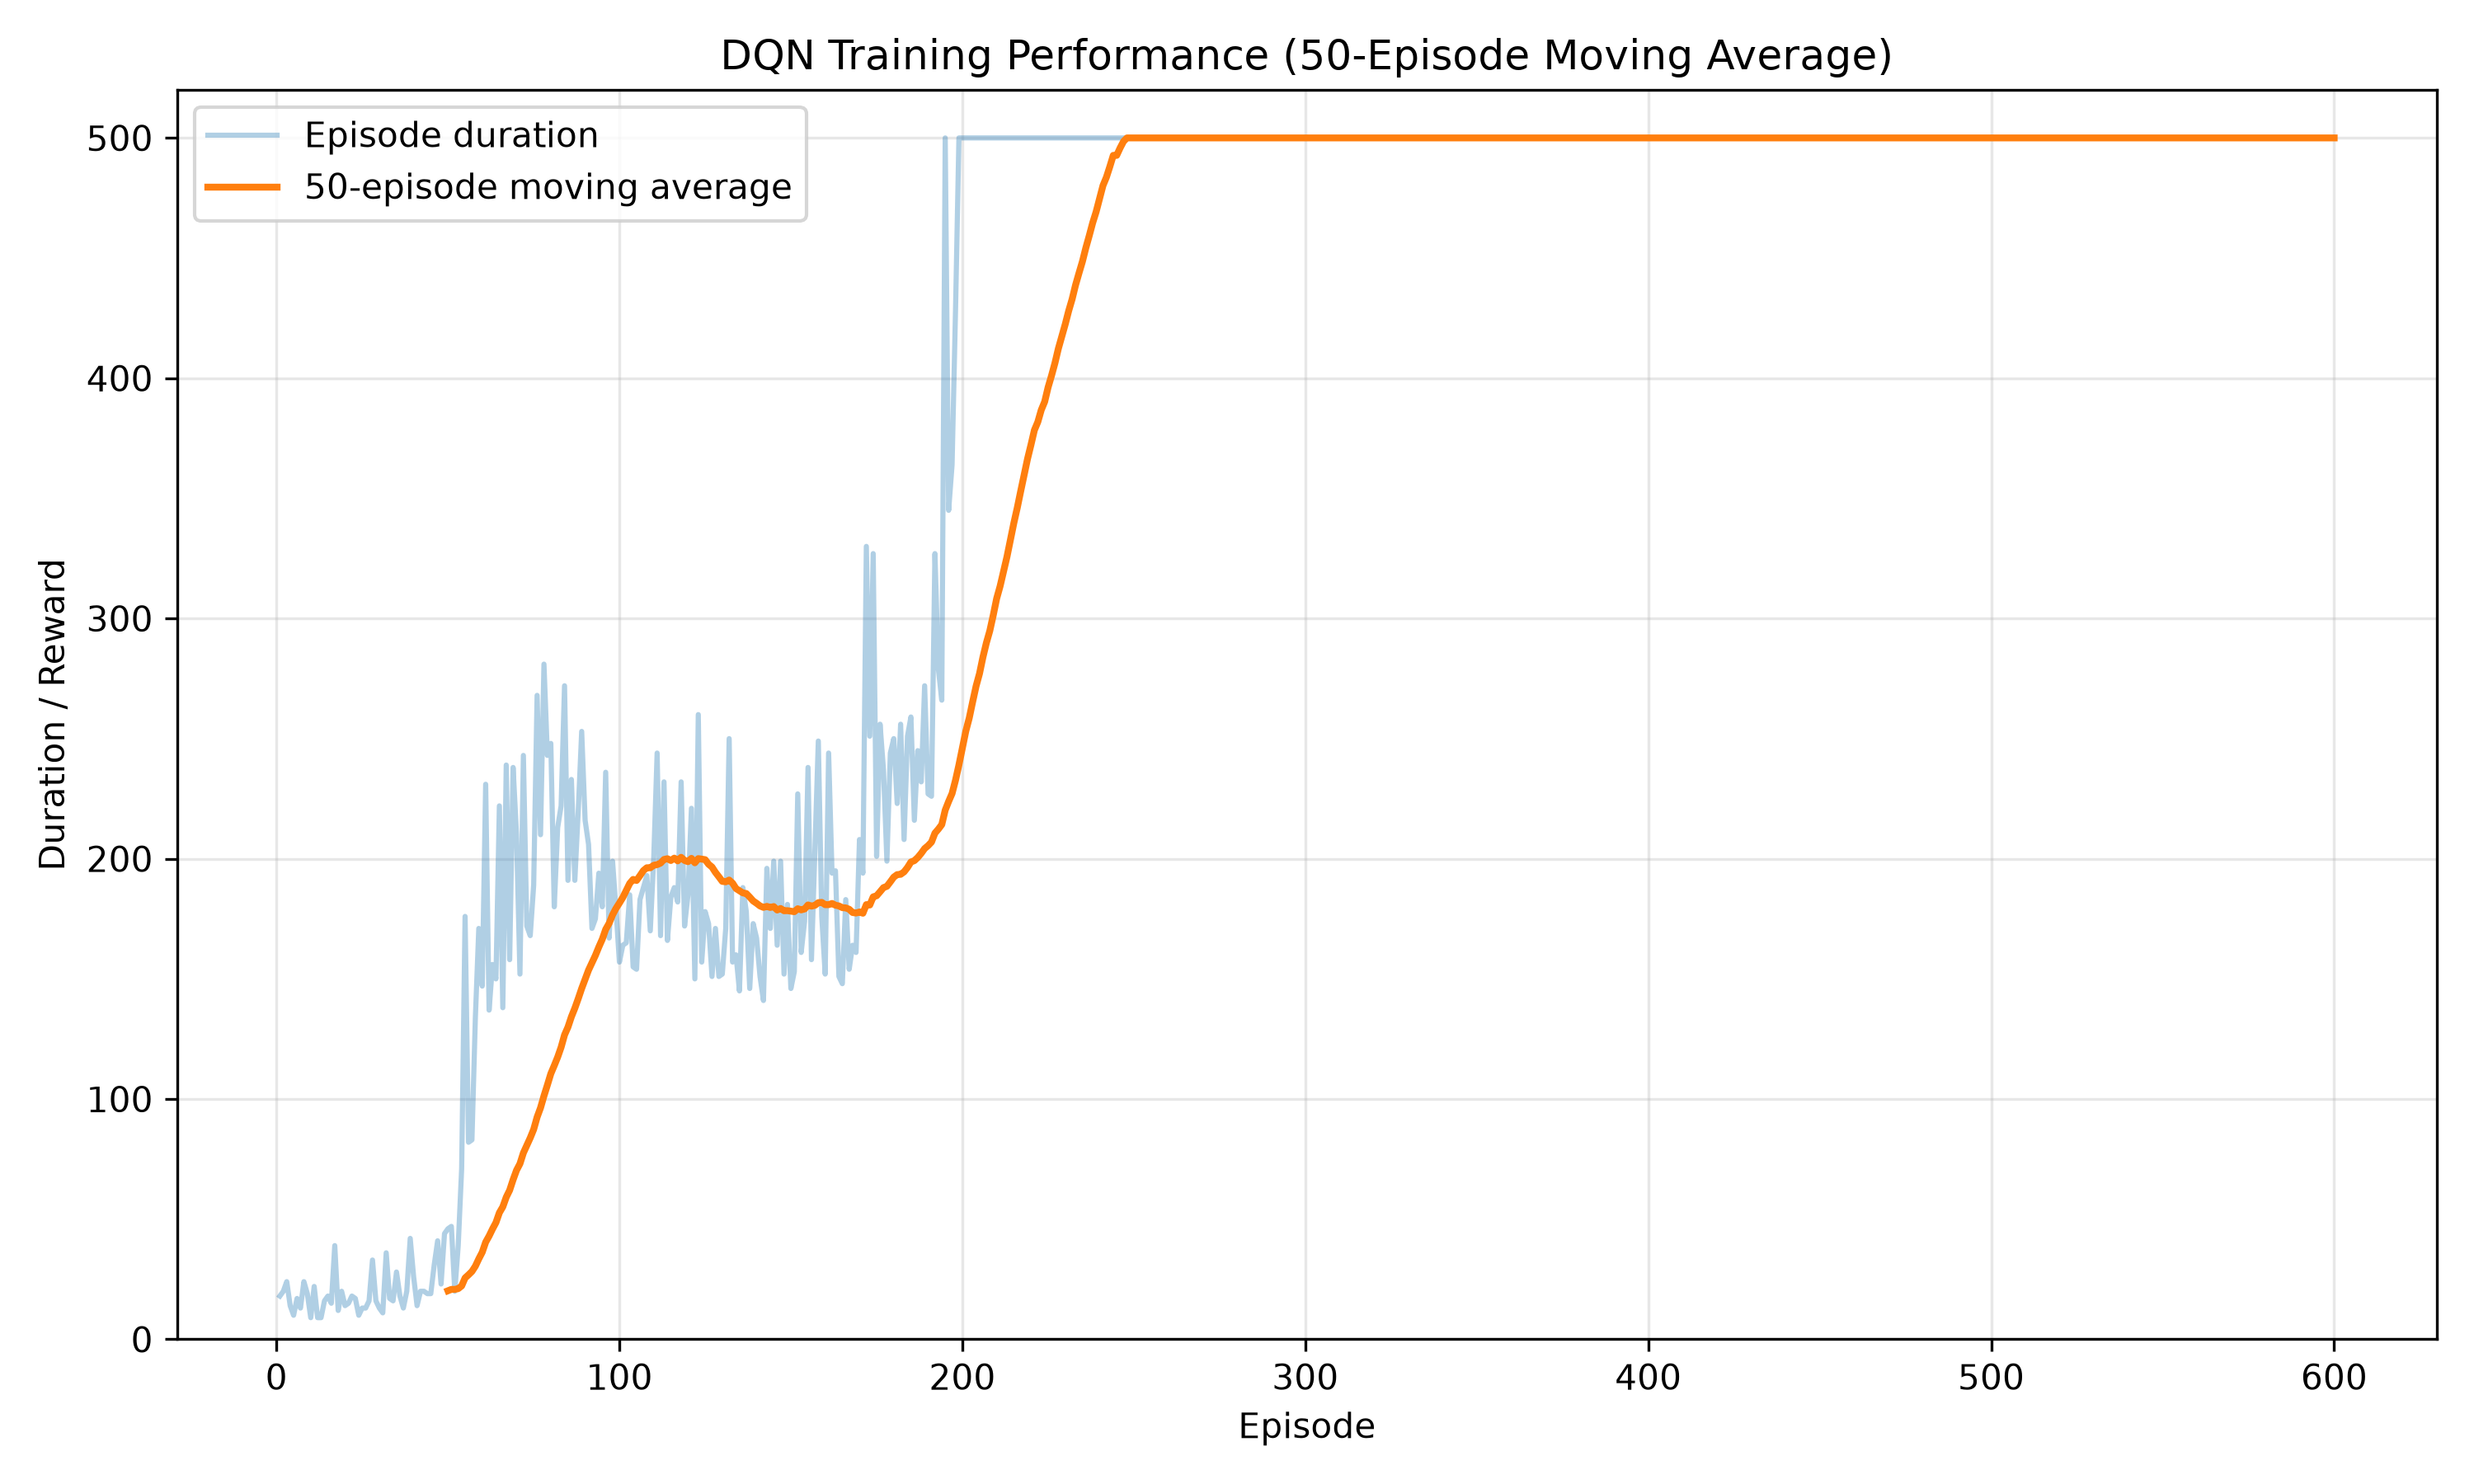 DQN Training Performance (50-Episode Moving Average)
Episode duration
50-episode moving average
Duration / Reward
500
400
300
200
100
0
0 100 200 300 400 500 600
Episode